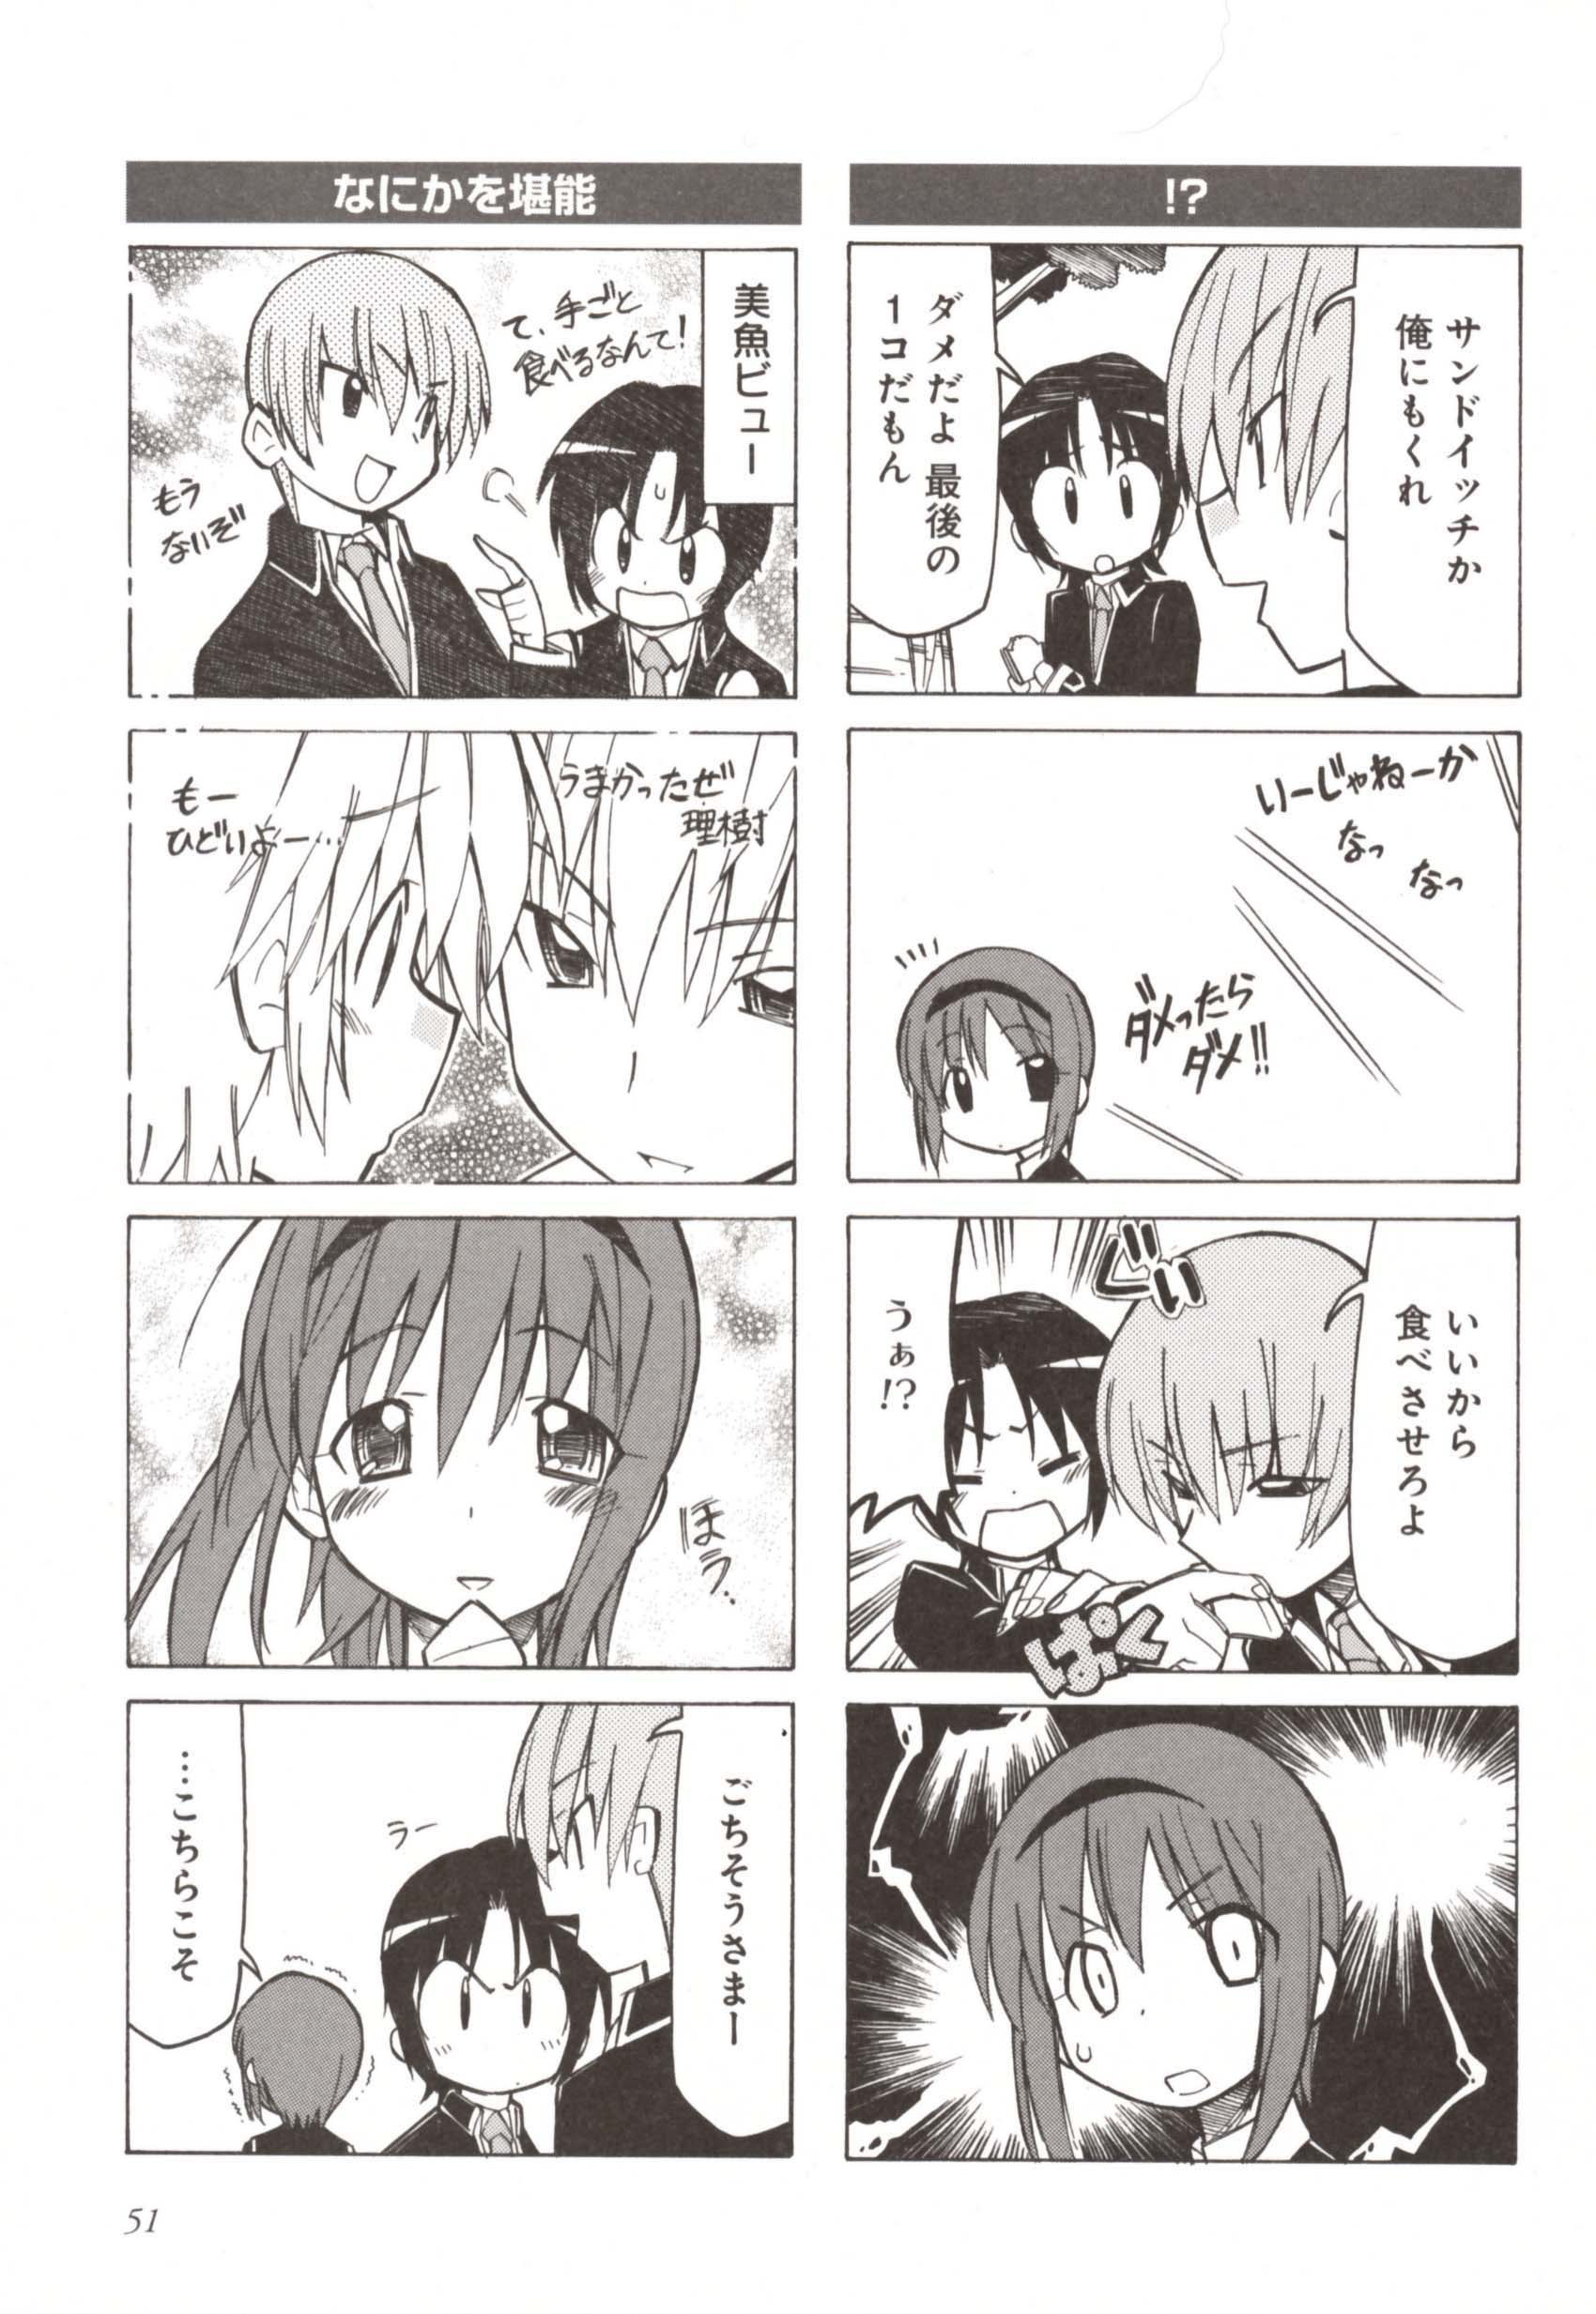 !?
サンドイッチか
俺にもくれ
ダメだよ 最後の
1コだもん
いーじゃねーか
なっ
なっ
ダメったら
ダメ!!
いいから
食べさせろよ
ぐい
うぁ!?
ぱく
なにかを堪能
美魚ビュー
て、手ごと
食べるなんて!
もう
ないぞ
うまかったぜ
理樹
もー
ひどいよー…
ほぅ.
ごちそうさまー
ラー
…こちらこそ
51